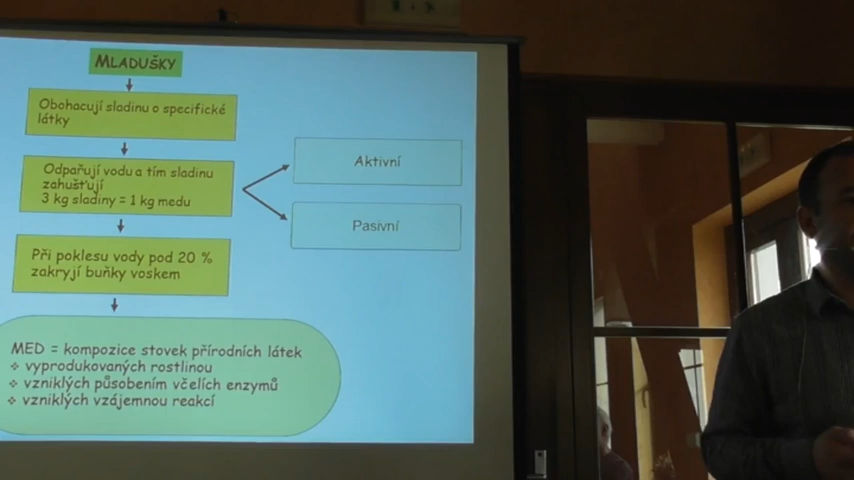 MLADUŠKY
Obohacují sladinu o specifické
látky
Odpařují vodu a tím sladinu
zahušťují
3 kg sladiny = 1 kg medu
Aktivní
Pasivní
Při poklesu vody pod 20 %
zakryjí buňky voskem
MED = kompozice stovek přírodních látek
❖ vyprodukovaných rostlinou
❖ vzniklých působením včelích enzymů
❖ vzniklých vzájemnou reakcí